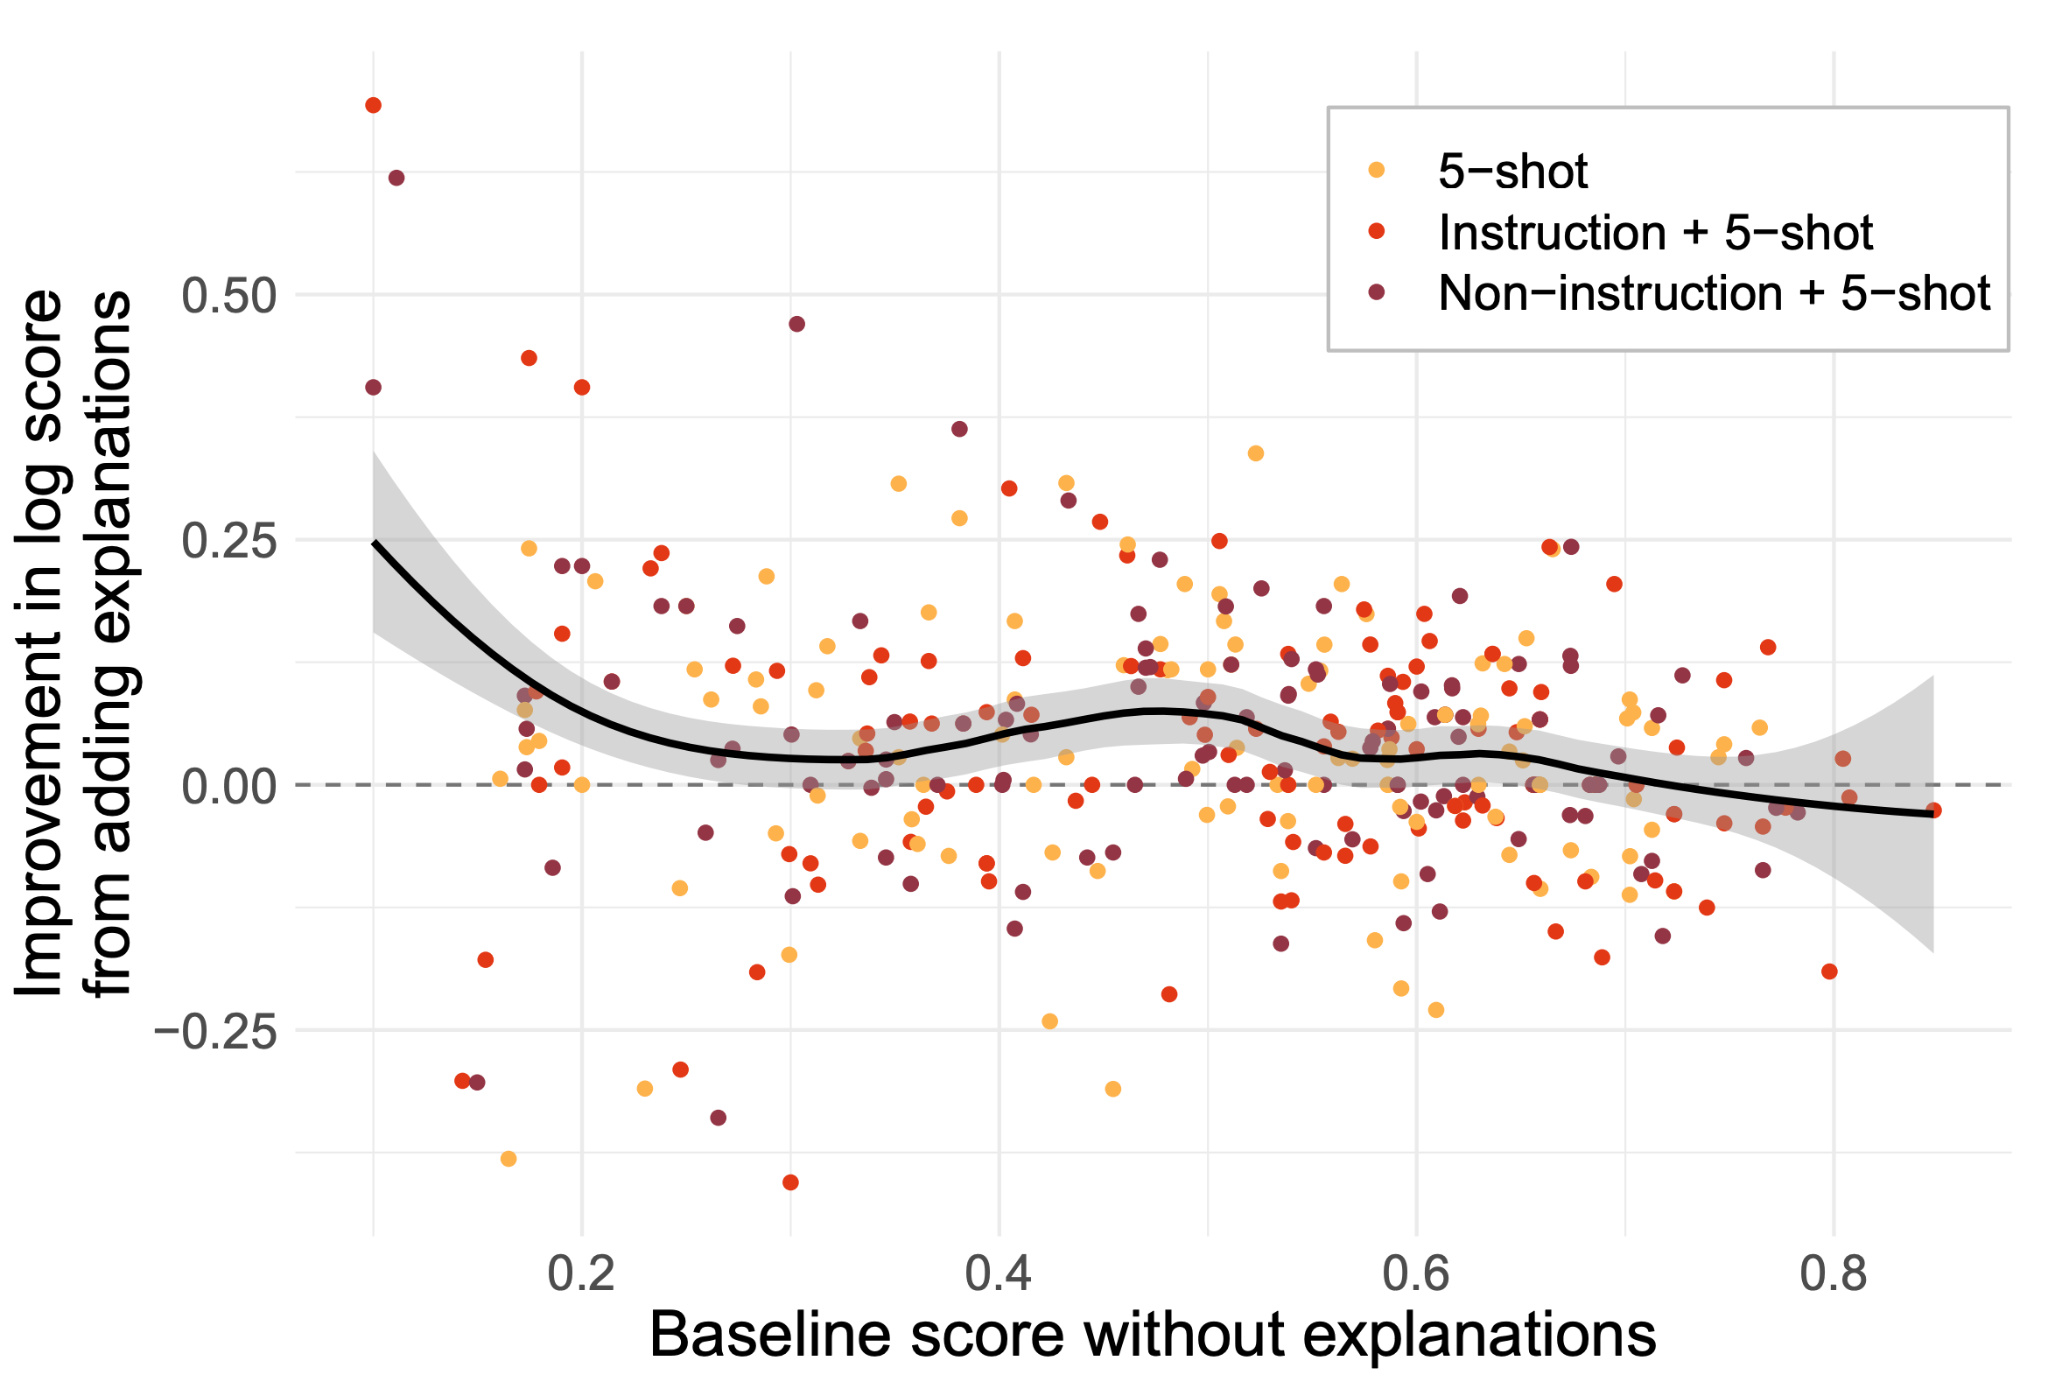 5−shot
Instruction + 5−shot
Non−instruction + 5−shot
Improvement in log score
from adding explanations
0.50
0.25
0.00
−0.25
0.2
0.4
0.6
0.8
Baseline score without explanations